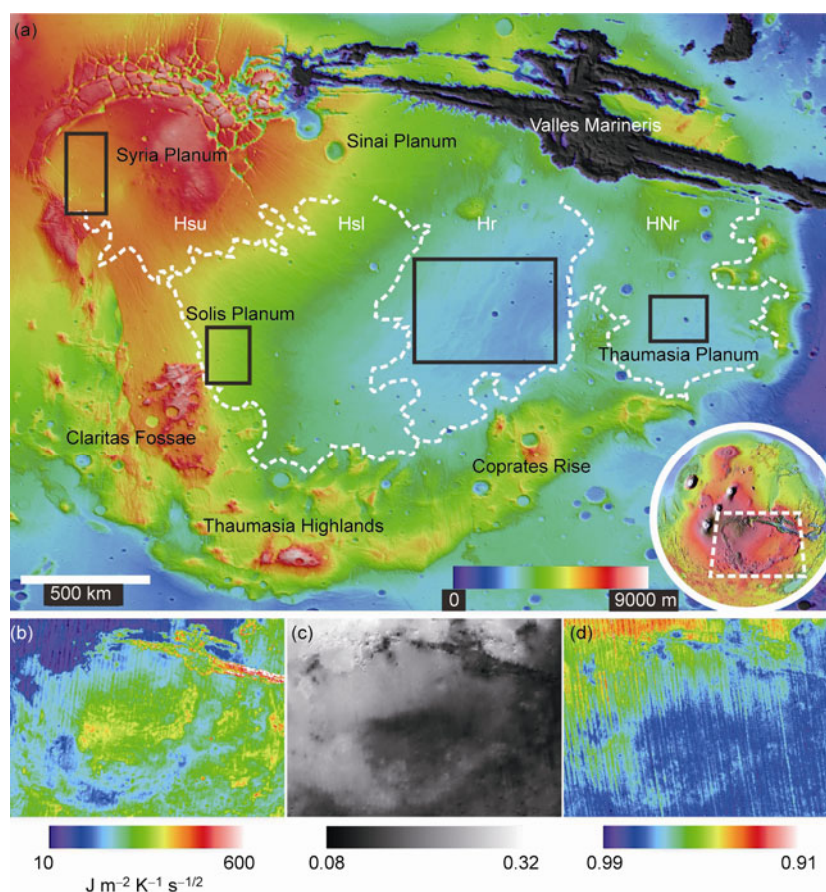 (a)
Valles Marineris
Sinai Planum
Syria Planum
Hsu
Hsl
Hr
HNr
Solis Planum
Thaumasia Planum
Claritas Fossae
Coprates Rise
Thaumasia Highlands
500 km
0
9000 m
(b)
(c)
(d)
10
600
J m⁻² K⁻¹ s⁻¹/²
0.08
0.32
0.99
0.91